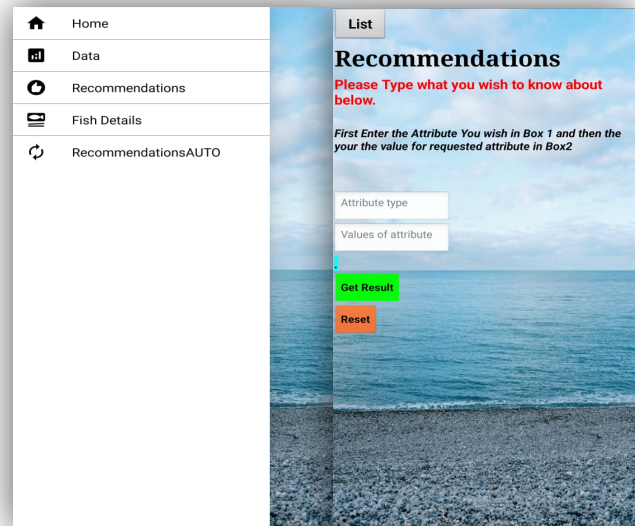 Home
Data
Recommendations
Fish Details
RecommendationsAUTO
List
Recommendations
Please Type what you wish to know about
below.
First Enter the Attribute You wish in Box 1 and then the
your the value for requested attribute in Box2
Attribute type
Values of attribute
Get Result
Reset